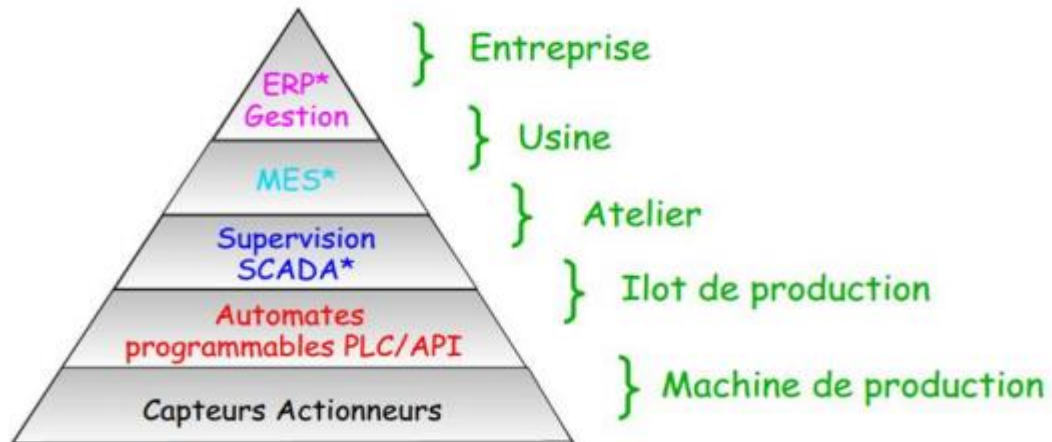 Entreprise
ERP*
Gestion
Usine
MES*
Atelier
Supervision
SCADA*
Ilot de production
Automates
programmables PLC/API
Machine de production
Capteurs Actionneurs